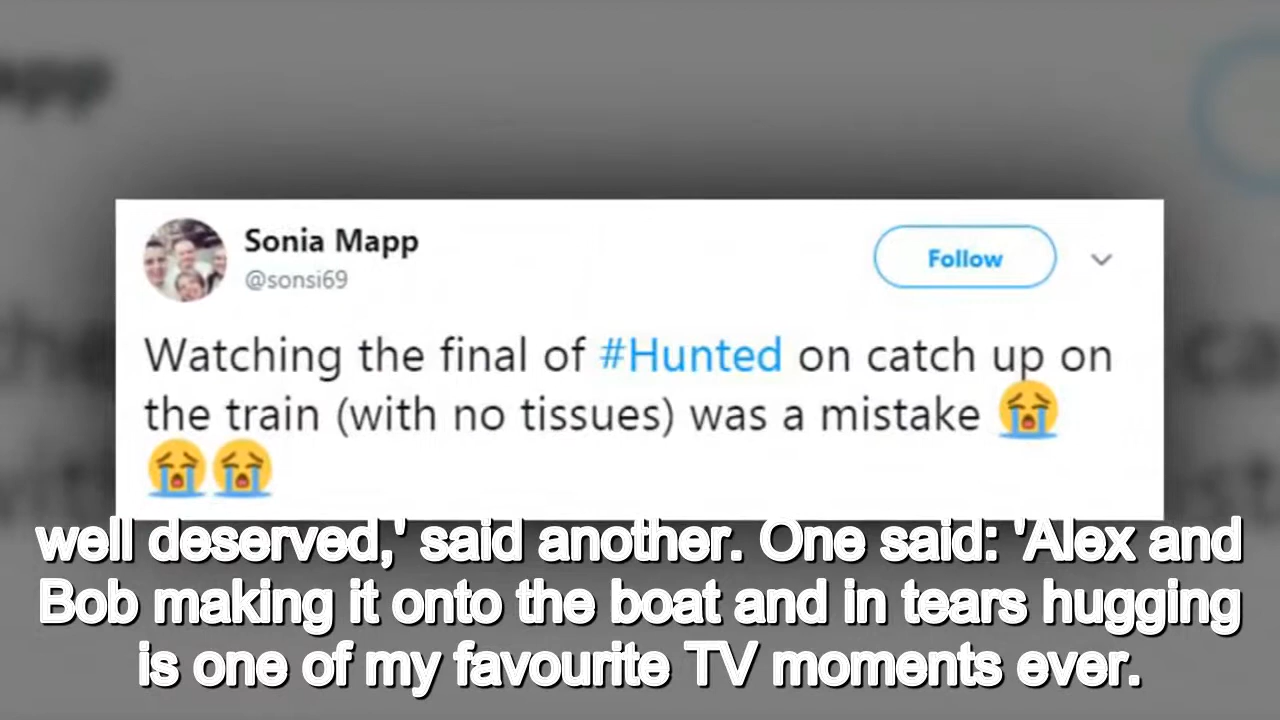 Sonia Mapp
@sonsi69
Follow
Watching the final of #Hunted on catch up on
the train (with no tissues) was a mistake 😭
😭😭
well deserved,' said another. One said: 'Alex and
Bob making it onto the boat and in tears hugging
is one of my favourite TV moments ever.